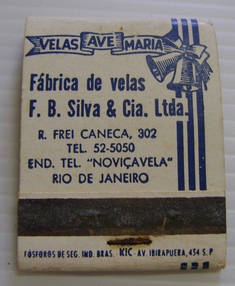 VELAS AVE MARIA
Fábrica de velas
F. B. Silva & Cia. Ltda.
R. FREI CANECA, 302
TEL. 52-5050
END. TEL. "NOVIÇAVELA"
RIO DE JANEIRO
FÓSFOROS DE SEG. IND. BRAS. KIC - AV. IBIRAPUERA, 454 S. P